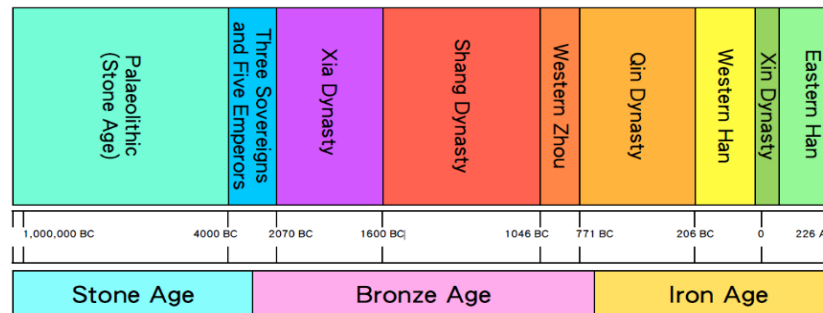 Palaeolithic
(Stone Age)
Three Sovereigns
and Five Emperors
Xia Dynasty
Shang Dynasty
Western Zhou
Qin Dynasty
Western Han
Xin Dynasty
Eastern Han
1,000,000 BC
4000 BC
2070 BC
1600 BC
1046 BC
771 BC
206 BC
0
226 A
Stone Age
Bronze Age
Iron Age